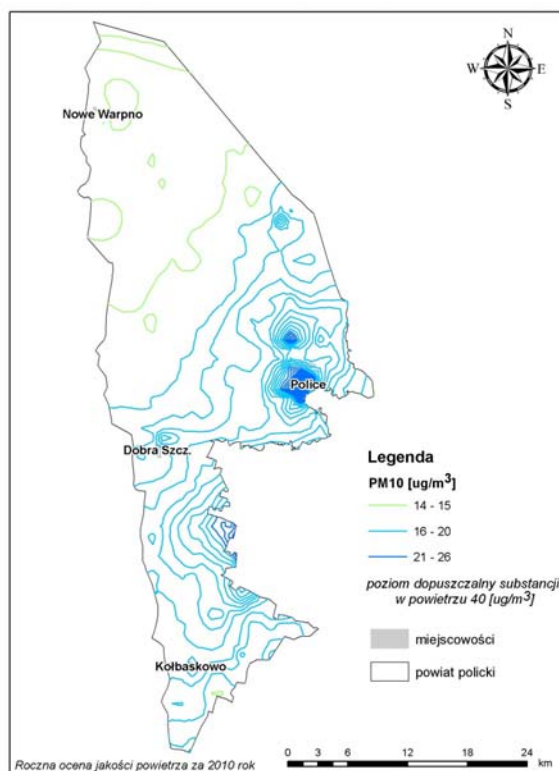 N
W E
S
Nowe Warpno
Police
Dobra Szcz.
Legenda
PM10 [ug/m³]
14 - 15
16 - 20
21 - 26
poziom dopuszczalny substancji
w powietrzu 40 [ug/m³]
miejscowości
powiat policki
Kołbaskowo
Roczna ocena jakości powietrza za 2010 rok
0 3 6 12 18 24
km